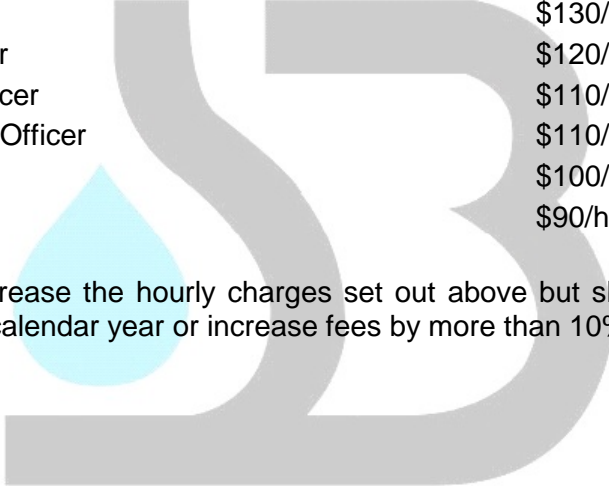 $130/
r $120/
cer $110/
Officer $110/
$100/
$90/h
rease the hourly charges set out above but s
calendar year or increase fees by more than 10%